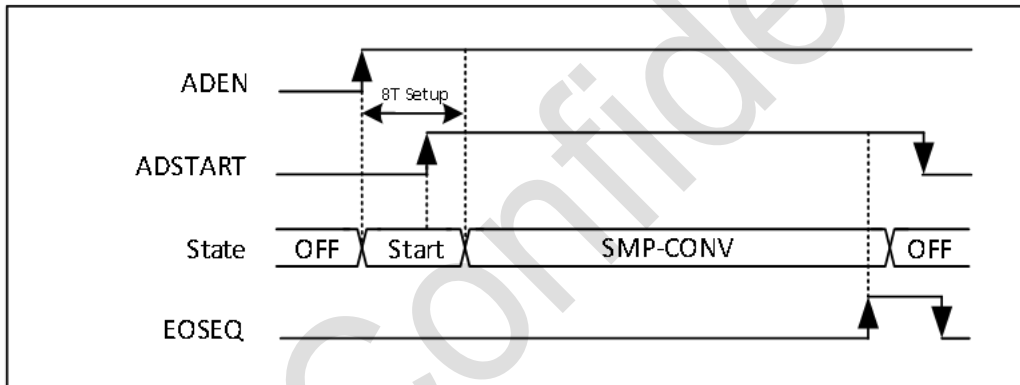 ADEN
8T Setup
ADSTART
State OFF Start SMP-CONV OFF
EOSEQ
Confide